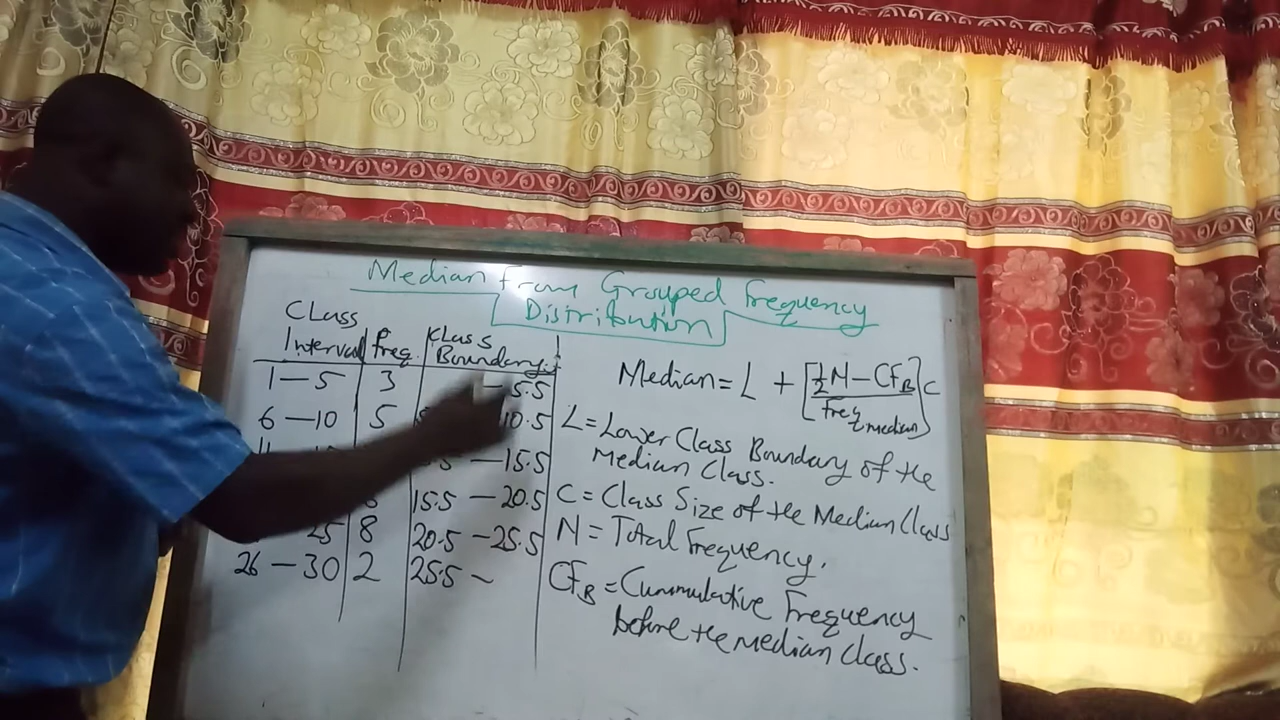 Median From Grouped Frequency
Distribution
CLass
Interval
freq.
CLass
Boundary.
1 – 5 3 – 5.5
6 – 10 5 10.5
– 15.5
15.5 – 20.5
25 8 20.5 – 25.5
26 – 30 2 25.5 –
Median = L + [½N – CfB / freq median] C
L = Lower Class Boundary of the
Median Class.
C = Class Size of the Median Class
N = Total Frequency.
CFB = Cummulative Frequency
before the median class.